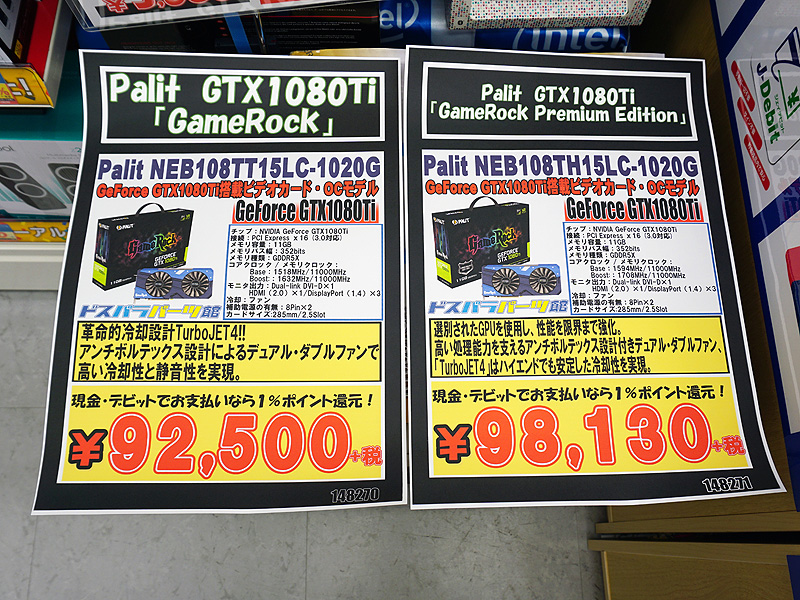 Palit GTX1080Ti
「GameRock」
Palit NEB108TT15LC-1020G
GeForce GTX1080Ti搭載ビデオカード・OCモデル
GeForce GTX1080Ti
チップ：NVIDIA GeForce GTX1080Ti
接続：PCI Express x16（3.0対応）
メモリ容量：11GB
メモリバス幅：352bits
メモリ種類：GDDR5X
コアクロック / メモリクロック：
Base：1518MHz/11000MHz
Boost：1632MHz/11000MHz
モニタ出力：Dual-link DVI-D×1
HDMI（2.0）×1/DisplayPort（1.4）×3
冷却：ファン
補助電源の有無：8Pin×2
カードサイズ:285mm/2.5Slot
PALIT
GameRock
GEFORCE
GTX 1080 Ti
ドスパラパーツ館
革命的冷却設計TurboJET4!!
アンチボルテックス設計によるデュアル・ダブルファンで
高い冷却性と静音性を実現。
現金・デビットでお支払いなら1%ポイント還元！
¥92,500+税
148270
Palit GTX1080Ti
「GameRock Premium Edition」
Palit NEB108TH15LC-1020G
GeForce GTX1080Ti搭載ビデオカード・OCモデル
GeForce GTX1080Ti
チップ：NVIDIA GeForce GTX1080Ti
接続：PCI Express x16（3.0対応）
メモリ容量：11GB
メモリバス幅：352bits
メモリ種類：GDDR5X
コアクロック / メモリクロック：
Base：1594MHz/11000MHz
Boost：1708MHz/11000MHz
モニタ出力：Dual-link DVI-D×1
HDMI（2.0）×1/DisplayPort（1.4）×3
冷却：ファン
補助電源の有無：8Pin×2
カードサイズ:285mm/2.5Slot
PALIT
GameRock
GEFORCE
GTX 1080 Ti
ドスパラパーツ館
選別されたGPUを使用し、性能を限界まで強化。
高い処理能力を支えるアンチボルテックス設計付きデュアル・ダブルファン、
「TurboJET4」はハイエンドでも安定した冷却性を実現。
現金・デビットでお支払いなら1%ポイント還元！
¥98,130+税
148271
intel
J-Debit